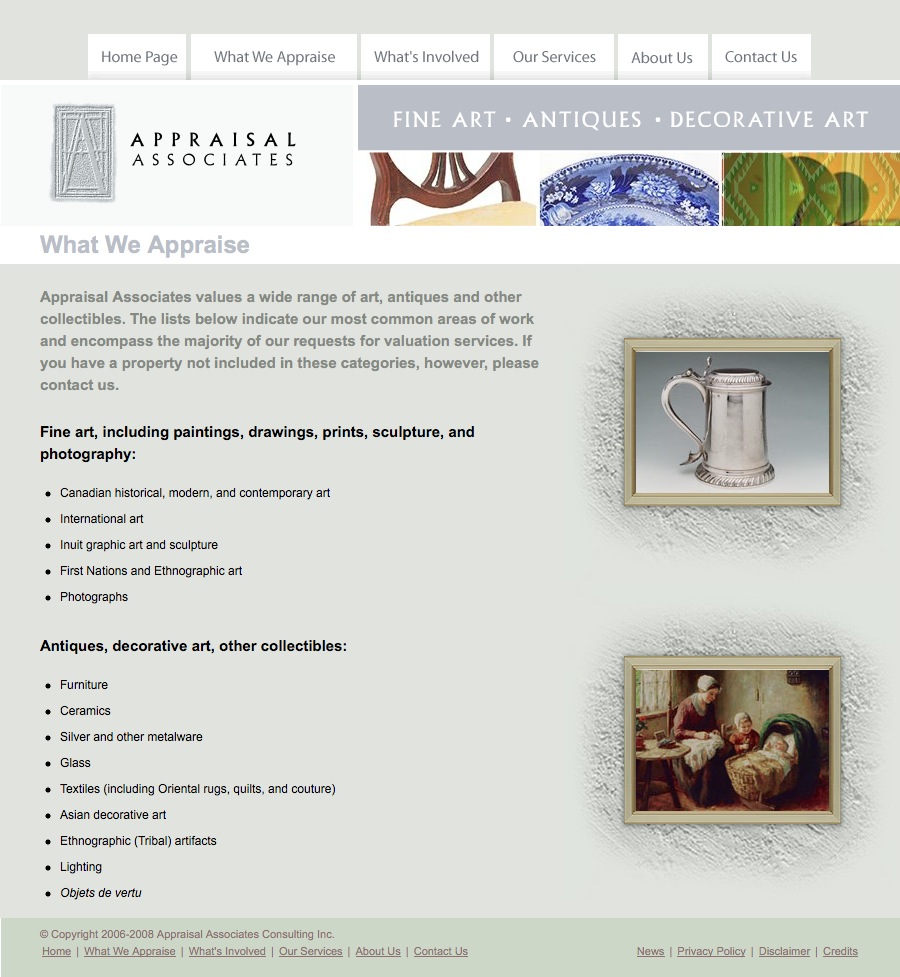 Home Page
What We Appraise
What's Involved
Our Services
About Us
Contact Us
APPRAISAL
ASSOCIATES
FINE ART • ANTIQUES • DECORATIVE ART
What We Appraise
Appraisal Associates values a wide range of art, antiques and other
collectibles. The lists below indicate our most common areas of work
and encompass the majority of our requests for valuation services. If
you have a property not included in these categories, however, please
contact us.
Fine art, including paintings, drawings, prints, sculpture, and
photography:
• Canadian historical, modern, and contemporary art
• International art
• Inuit graphic art and sculpture
• First Nations and Ethnographic art
• Photographs
Antiques, decorative art, other collectibles:
• Furniture
• Ceramics
• Silver and other metalware
• Glass
• Textiles (including Oriental rugs, quilts, and couture)
• Asian decorative art
• Ethnographic (Tribal) artifacts
• Lighting
• Objets de vertu
© Copyright 2006-2008 Appraisal Associates Consulting Inc.
Home | What We Appraise | What's Involved | Our Services | About Us | Contact Us
News | Privacy Policy | Disclaimer | Credits